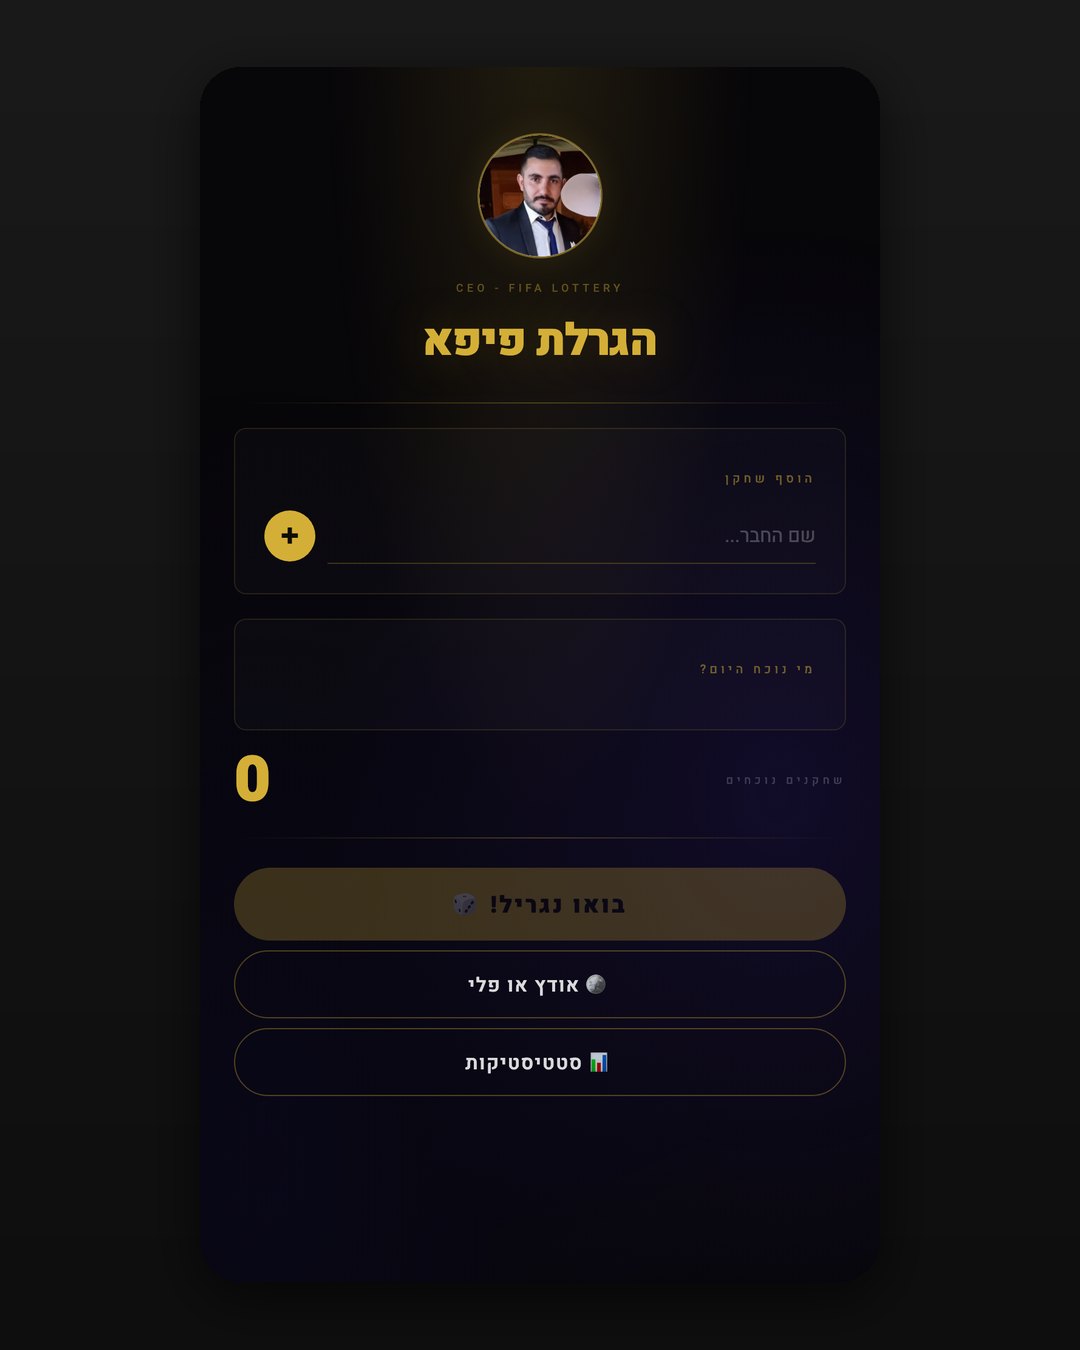 CEO - FIFA LOTTERY
הגרלת פיפא
הוסף שחקן
שם החבר...
+
מי נוכח היום?
שחקנים נוכחים
0
בואו נגריל! 🎲
🌕 אודץ או פלי
📊 סטטיסטיקות